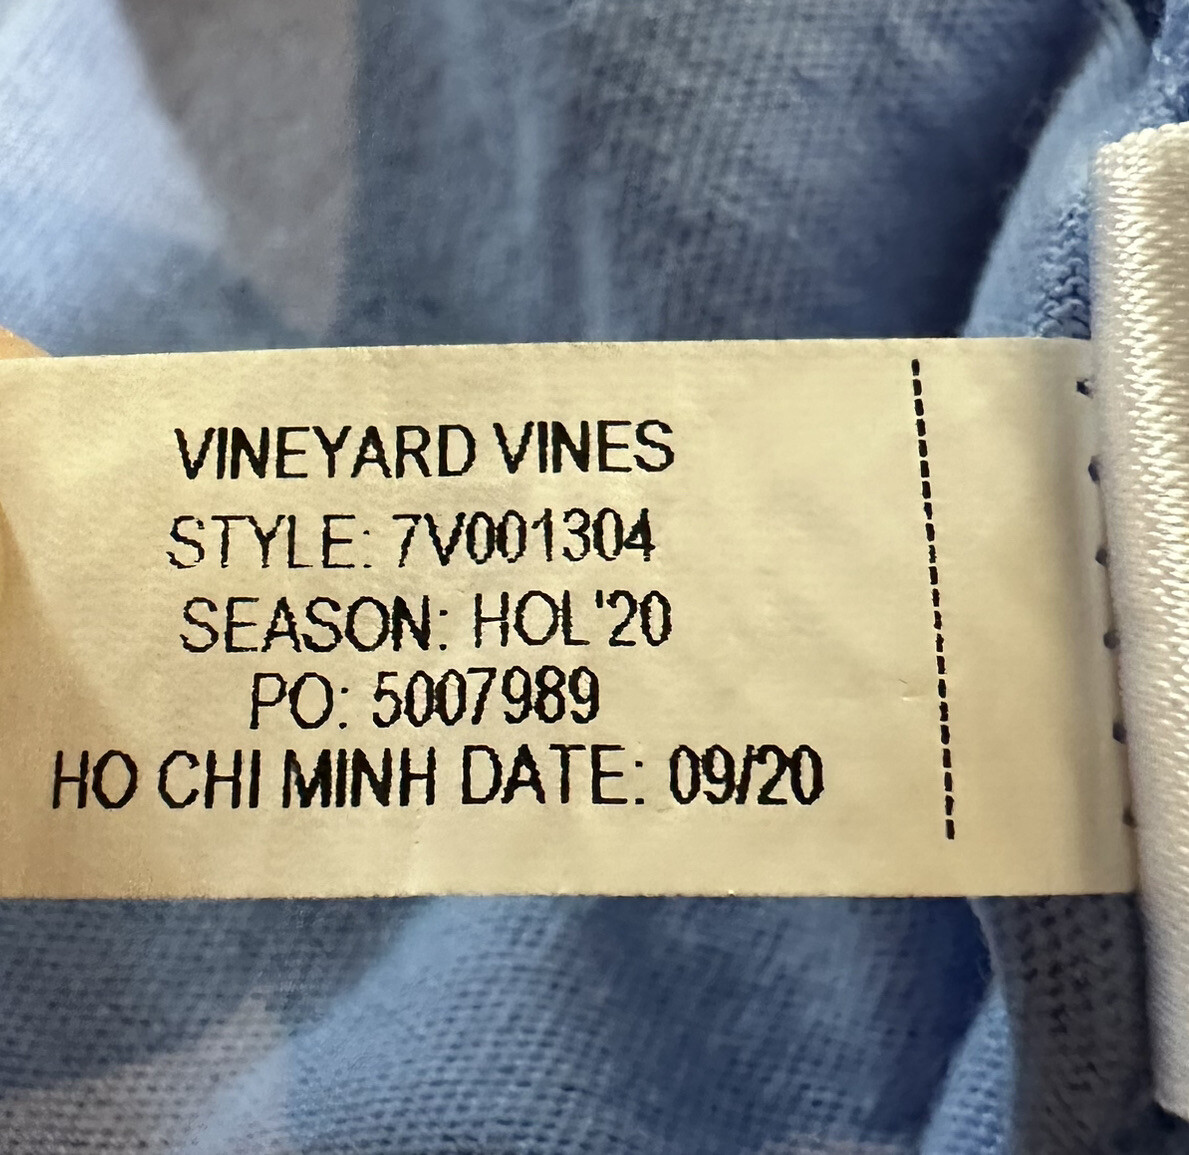 VINEYARD VINES
STYLE: 7V001304
SEASON: HOL'20
PO: 5007989
HO CHI MINH DATE: 09/20